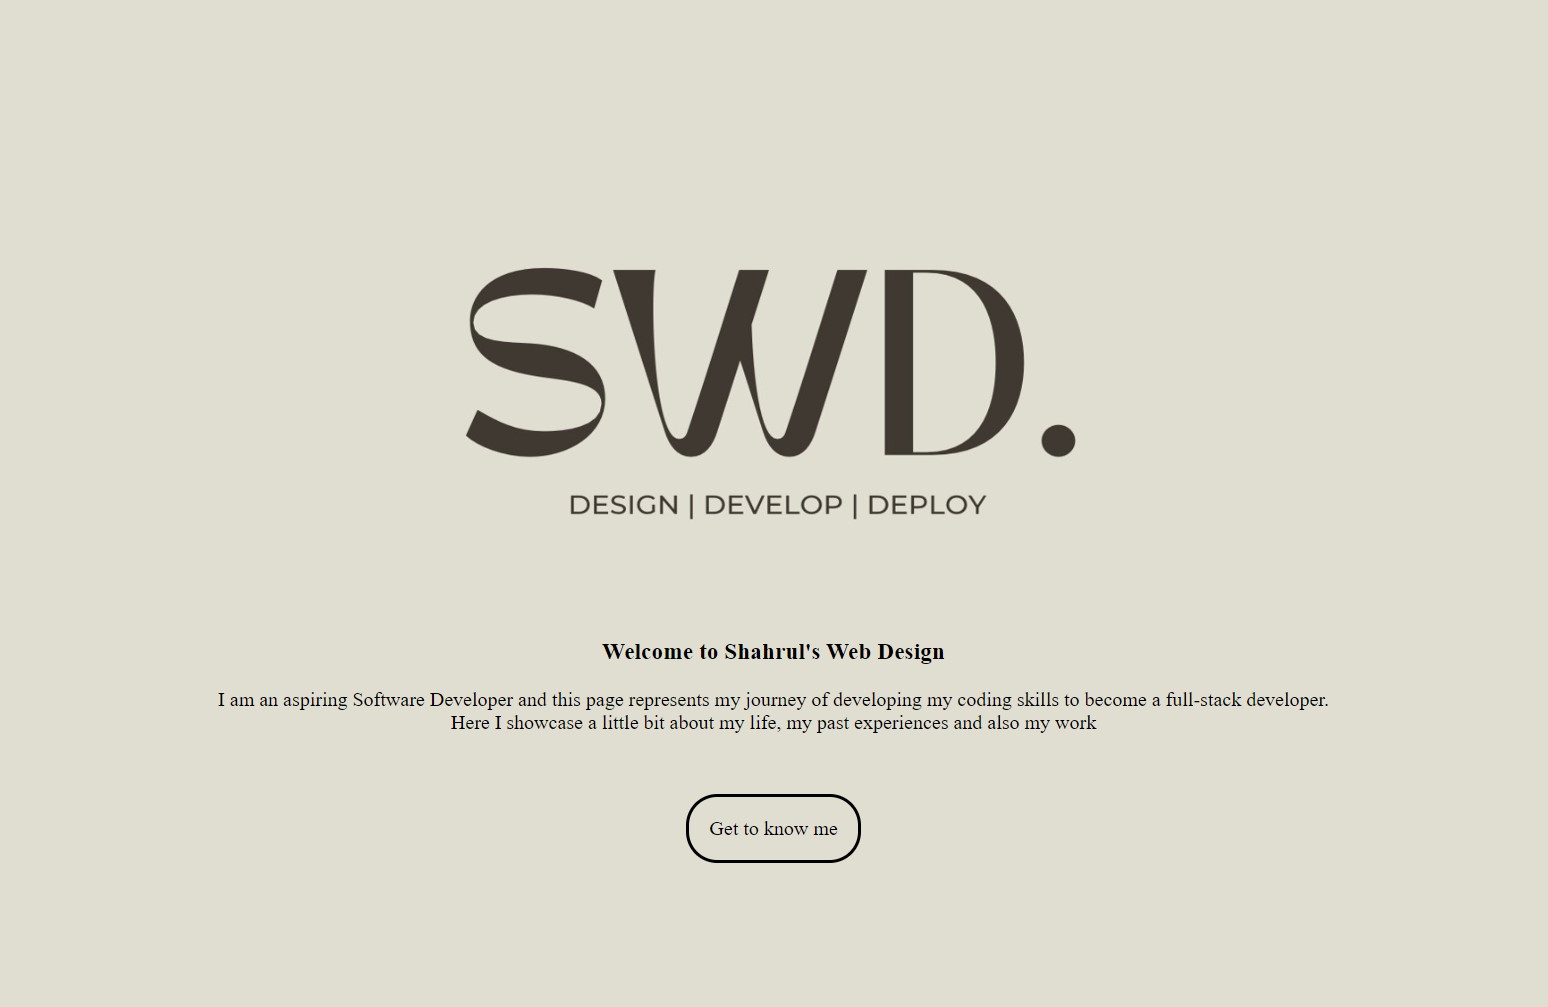 SWD.
DESIGN | DEVELOP | DEPLOY
Welcome to Shahrul's Web Design
I am an aspiring Software Developer and this page represents my journey of developing my coding skills to become a full-stack developer.
Here I showcase a little bit about my life, my past experiences and also my work
Get to know me